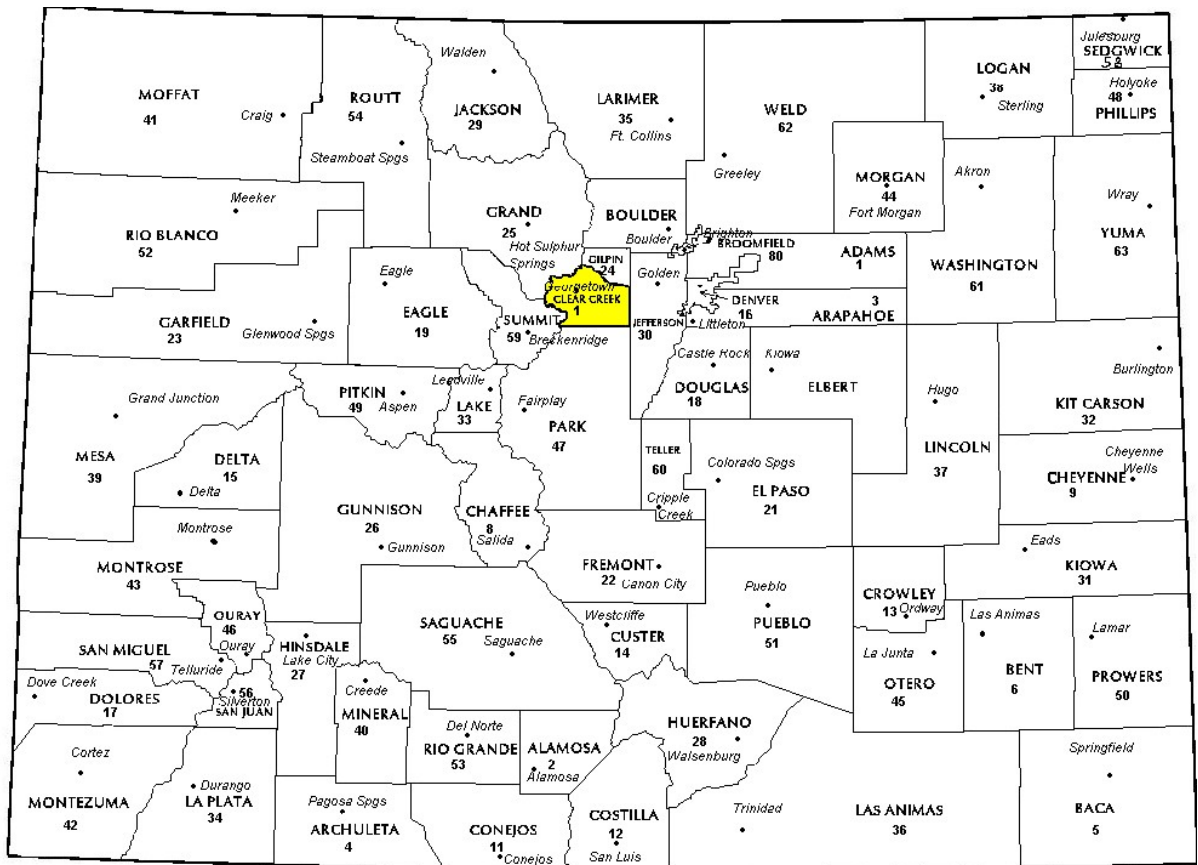 Julesburg
SEDGWICK
58
Walden
LOGAN
38
Sterling
Holyoke
48
PHILLIPS
MOFFAT
41
Craig
ROUTT
54
Steamboat Spgs
JACKSON
29
LARIMER
35
Ft. Collins
WELD
62
Greeley
MORGAN
44
Fort Morgan
Akron
WASHINGTON
61
Wray
YUMA
63
Meeker
RIO BLANCO
52
GRAND
25
Hot Sulphur
Springs
BOULDER
Boulder
Brighton
BROOMFIELD
80
ADAMS
1
GILPIN
24
Golden
Georgetown
CLEAR CREEK
1
JEFFERSON
30
DENVER
16
Littleton
3
ARAPAHOE
GARFIELD
23
Glenwood Spgs
Eagle
EAGLE
19
SUMMIT
59
Breckenridge
Castle Rock
DOUGLAS
18
Kiowa
ELBERT
Hugo
LINCOLN
37
Burlington
KIT CARSON
32
Grand Junction
MESA
39
PITKIN
49
Aspen
Leadville
LAKE
33
Fairplay
PARK
47
TELLER
60
Cripple
Creek
Colorado Spgs
EL PASO
21
Cheyenne
Wells
CHEYENNE
9
DELTA
15
Delta
GUNNISON
26
Gunnison
CHAFFEE
8
Salida
Montrose
MONTROSE
43
FREMONT
22
Canon City
Pueblo
PUEBLO
51
CROWLEY
13
Ordway
Eads
KIOWA
31
OURAY
46
Ouray
SAN MIGUEL
57
Telluride
HINSDALE
Lake City
27
SAGUACHE
55
Saguache
Westcliffe
CUSTER
14
La Junta
OTERO
45
Las Animas
BENT
6
Lamar
PROWERS
50
Dove Creek
DOLORES
17
56
Silverton
SAN JUAN
Creede
MINERAL
40
Del Norte
RIO GRANDE
53
ALAMOSA
2
Alamosa
HUERFANO
28
Walsenburg
Cortez
MONTEZUMA
42
Durango
LA PLATA
34
Pagosa Spgs
ARCHULETA
4
CONEJOS
11
Conejos
COSTILLA
12
San Luis
Trinidad
LAS ANIMAS
36
Springfield
BACA
5